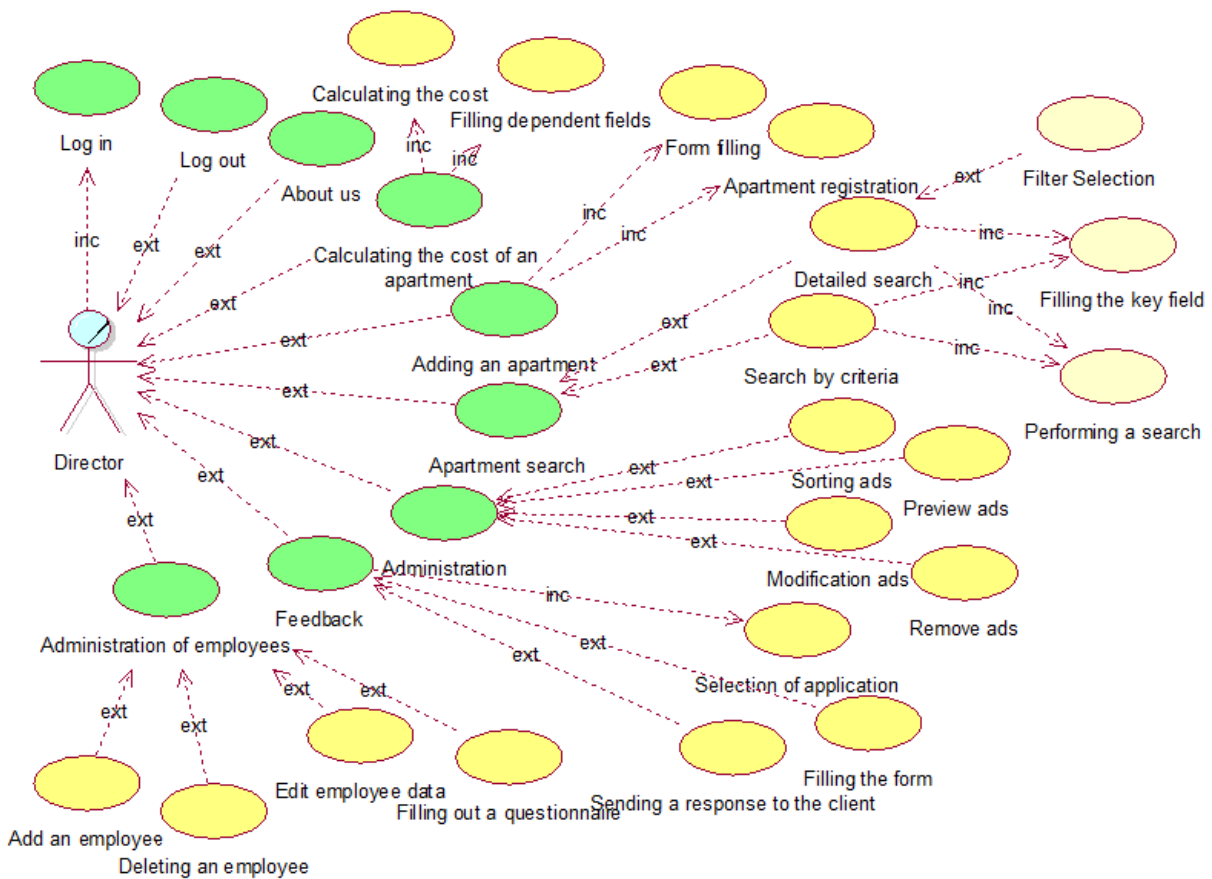 Calculating the cost
Filling dependent fields
Log in
Log out
About us
Form filling
Apartment registration
Filter Selection
inc
inc
ext
inc
ext
ext
inc
inc
inc
Calculating the cost of an
apartment
Detailed search
Filling the key field
inc
inc
ext
ext
inc
ext
ext
Adding an apartment
Search by criteria
ext
Performing a search
Director
ext
Apartment search
Sorting ads
Preview ads
ext
ext
ext
ext
ext
ext
Administration
Modification ads
Remove ads
Feedback
inc
Administration of employees
ext
ext
Selection of application
ext
ext
ext
ext
Filling the form
Edit employee data
Filling out a questionnaire
Sending a response to the client
Add an employee
Deleting an employee